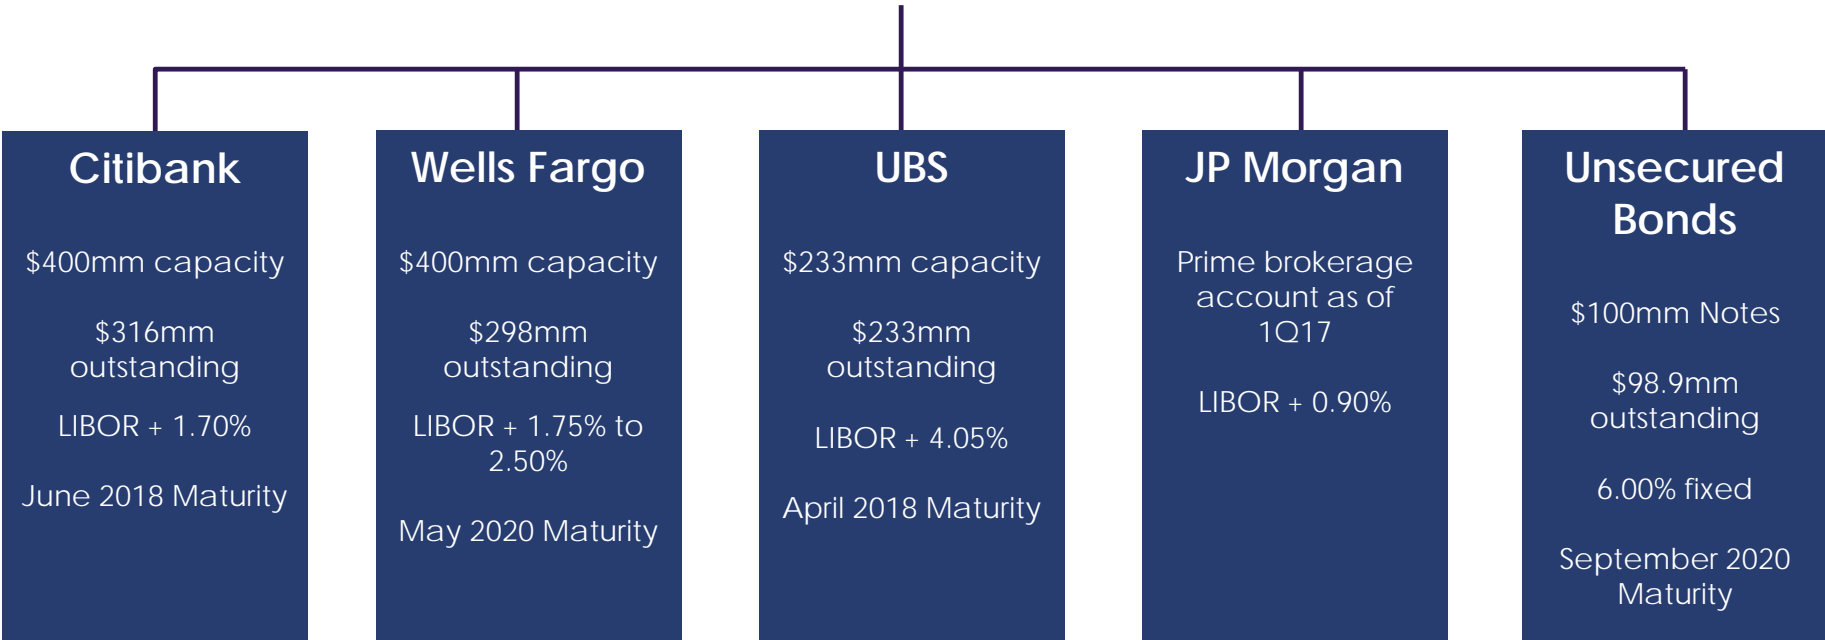 Citibank
$400mm capacity
$316mm
outstanding
LIBOR + 1.70%
June 2018 Maturity
Wells Fargo
$400mm capacity
$298mm
outstanding
LIBOR + 1.75% to
2.50%
May 2020 Maturity
UBS
$233mm capacity
$233mm
outstanding
LIBOR + 4.05%
April 2018 Maturity
JP Morgan
Prime brokerage
account as of
1Q17
LIBOR + 0.90%
Unsecured
Bonds
$100mm Notes
$98.9mm
outstanding
6.00% fixed
September 2020
Maturity